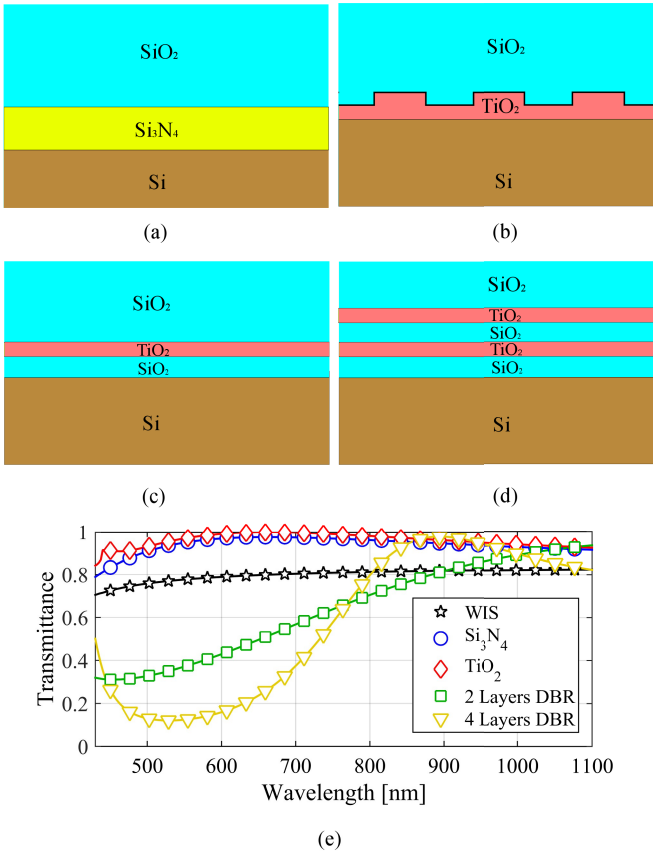 SiO₂
Si₃N₄
Si
(a)
SiO₂
TiO₂
Si
(b)
SiO₂
TiO₂
SiO₂
Si
(c)
SiO₂
TiO₂
SiO₂
TiO₂
SiO₂
Si
(d)
Transmittance
1
0.8
0.6
0.4
0.2
0
WIS
Si₃N₄
TiO₂
2 Layers DBR
4 Layers DBR
500 600 700 800 900 1000 1100
Wavelength [nm]
(e)